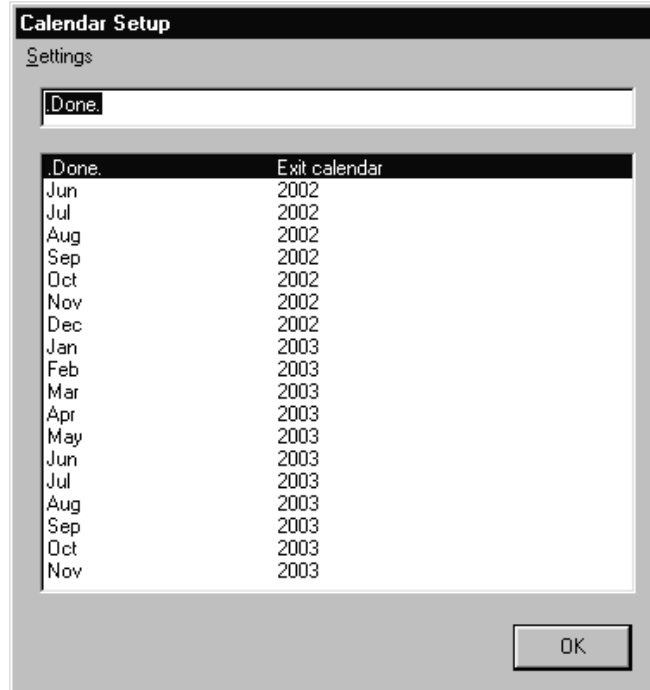 Calendar Setup
Settings
.Done.
.Done. Exit calendar
Jun 2002
Jul 2002
Aug 2002
Sep 2002
Oct 2002
Nov 2002
Dec 2002
Jan 2003
Feb 2003
Mar 2003
Apr 2003
May 2003
Jun 2003
Jul 2003
Aug 2003
Sep 2003
Oct 2003
Nov 2003
OK